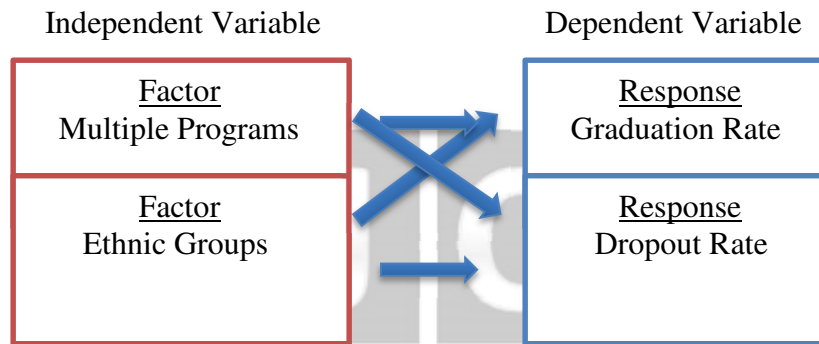 Independent Variable
Dependent Variable
Factor
Multiple Programs
Response
Graduation Rate
Factor
Ethnic Groups
Response
Dropout Rate